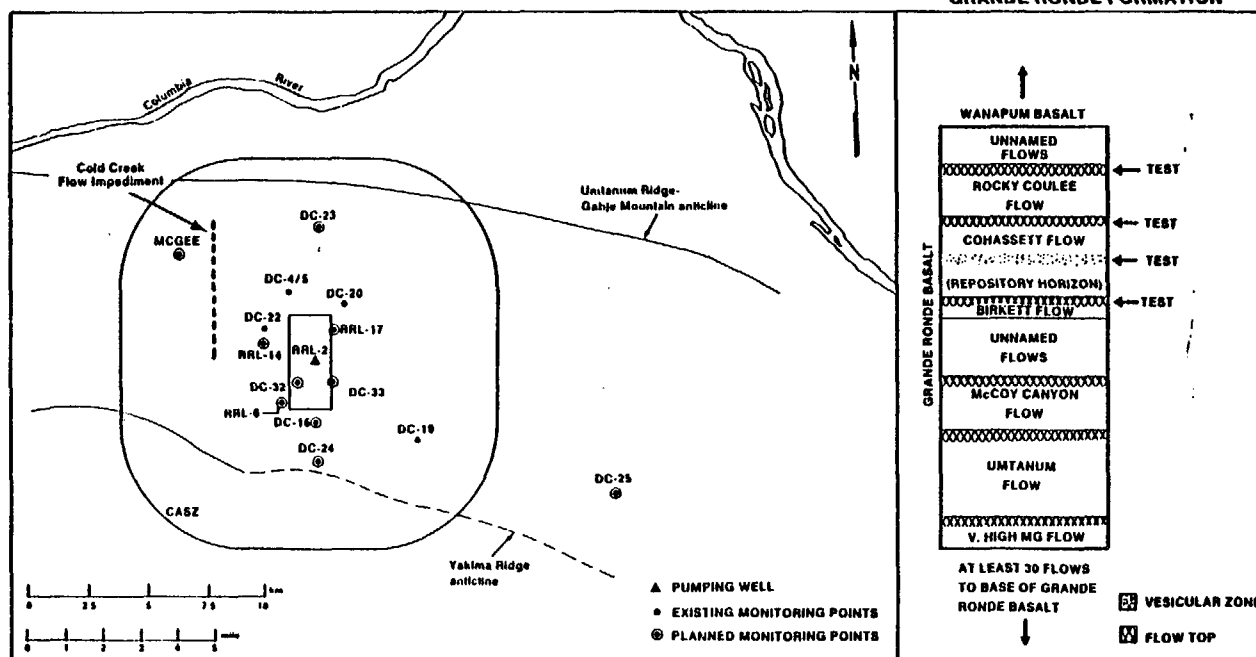 GRANDE RONDE FORMATION
Columbia
River
N
Cold Creek
Flow Impediment
Umtanum Ridge-
Gable Mountain anticline
MCGEE
DC-23
DC-4/5
DC-20
DC-22
RRL-17
RRL-14
RRL-2
DC-32
DC-33
RRL-6
DC-16
DC-19
DC-24
DC-25
CASZ
Yakima Ridge
anticline
km
0 2.5 5 7.5 10
miles
0 1 2 3 4 5
PUMPING WELL
EXISTING MONITORING POINTS
PLANNED MONITORING POINTS
WANAPUM BASALT
GRANDE RONDE BASALT
UNNAMED
FLOWS
TEST
ROCKY COULEE
FLOW
TEST
COHASSETT FLOW
TEST
(REPOSITORY HORIZON)
TEST
BIRKETT FLOW
UNNAMED
FLOWS
McCOY CANYON
FLOW
UMTANUM
FLOW
V. HIGH MG FLOW
AT LEAST 30 FLOWS
TO BASE OF GRANDE
RONDE BASALT
VESICULAR ZONE
FLOW TOP